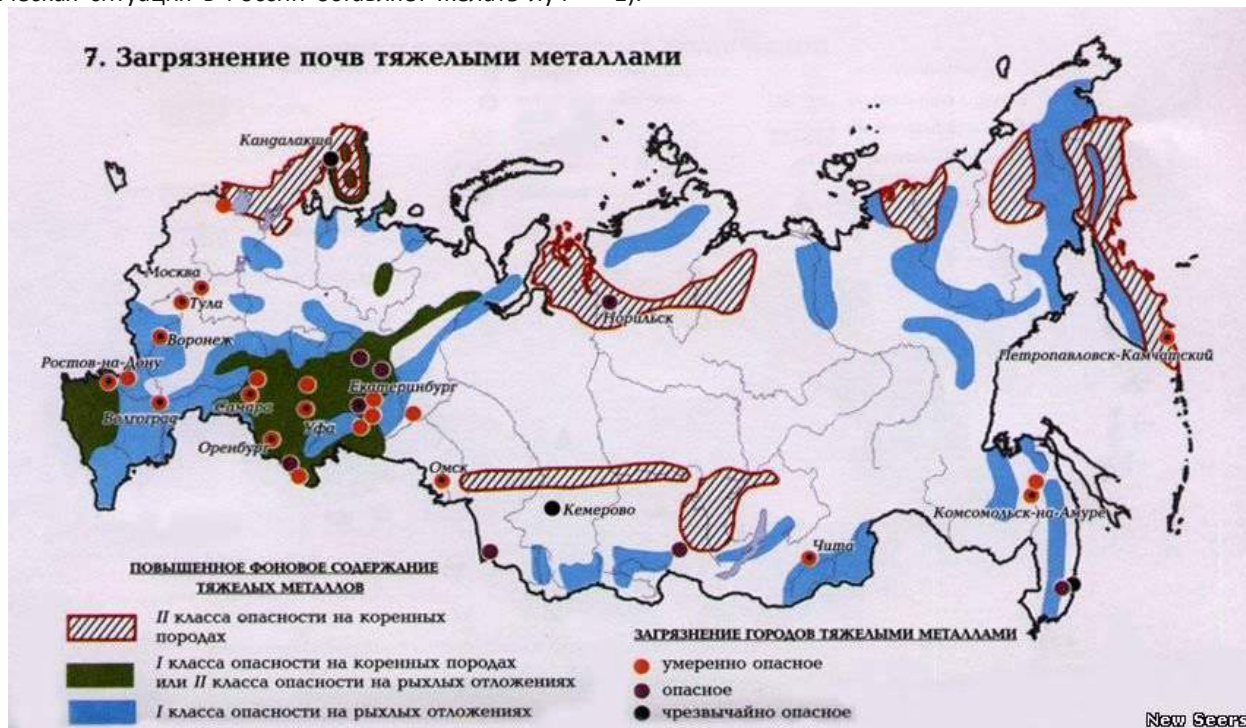 7. Загрязнение почв тяжелыми металлами
Кандалакша
Москва
Тула
Воронеж
Норильск
Петропавловск-Камчатский
Ростов-на-Дону
Екатеринбург
Волгоград
Самара
Уфа
Оренбург
Омск
Кемерово
Комсомольск-на-Амуре
Чита
ПОВЫШЕННОЕ ФОНОВОЕ СОДЕРЖАНИЕ
ТЯЖЕЛЫХ МЕТАЛЛОВ
II класса опасности на коренных
породах
I класса опасности на коренных породах
или II класса опасности на рыхлых отложениях
I класса опасности на рыхлых отложениях
ЗАГРЯЗНЕНИЕ ГОРОДОВ ТЯЖЕЛЫМИ МЕТАЛЛАМИ
умеренно опасное
опасное
чрезвычайно опасное
New Seers